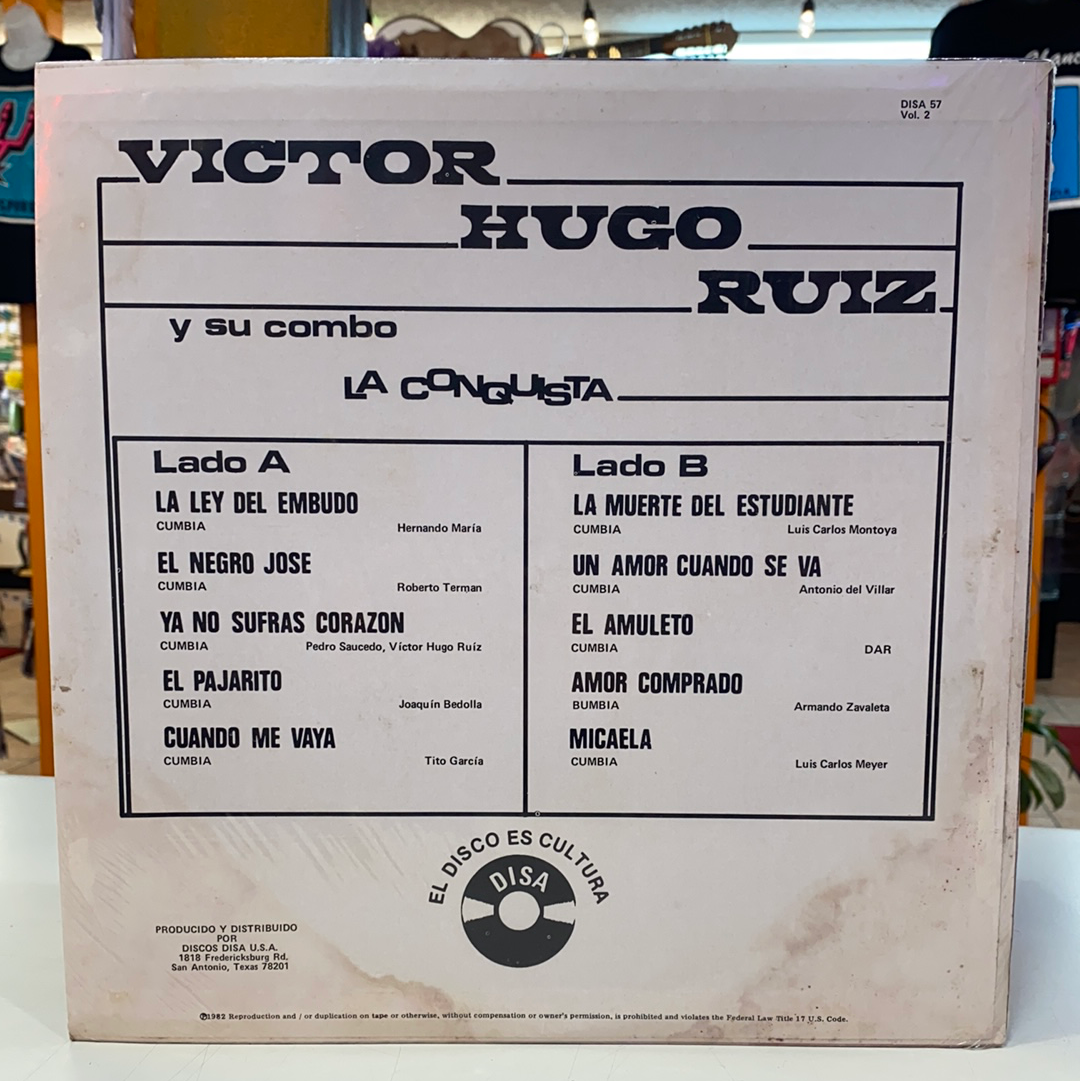 DISA 57
Vol. 2
VICTOR
HUGO
RUIZ
y su combo
LA CONQUISTA
Lado A
LA LEY DEL EMBUDO
CUMBIA Hernando María
EL NEGRO JOSE
CUMBIA Roberto Terman
YA NO SUFRAS CORAZON
CUMBIA Pedro Saucedo, Víctor Hugo Ruíz
EL PAJARITO
CUMBIA Joaquín Bedolla
CUANDO ME VAYA
CUMBIA Tito García
Lado B
LA MUERTE DEL ESTUDIANTE
CUMBIA Luis Carlos Montoya
UN AMOR CUANDO SE VA
CUMBIA Antonio del Villar
EL AMULETO
CUMBIA DAR
AMOR COMPRADO
BUMBIA Armando Zavaleta
MICAELA
CUMBIA Luis Carlos Meyer
EL DISCO ES CULTURA
DISA
PRODUCIDO Y DISTRIBUIDO
POR
DISCOS DISA U.S.A.
1818 Fredericksburg Rd.
San Antonio, Texas 78201
℗1982 Reproduction and / or duplication on tape or otherwise, without compensation or owner's permission, is prohibited and violates the Federal Law Title 17 U.S. Code.